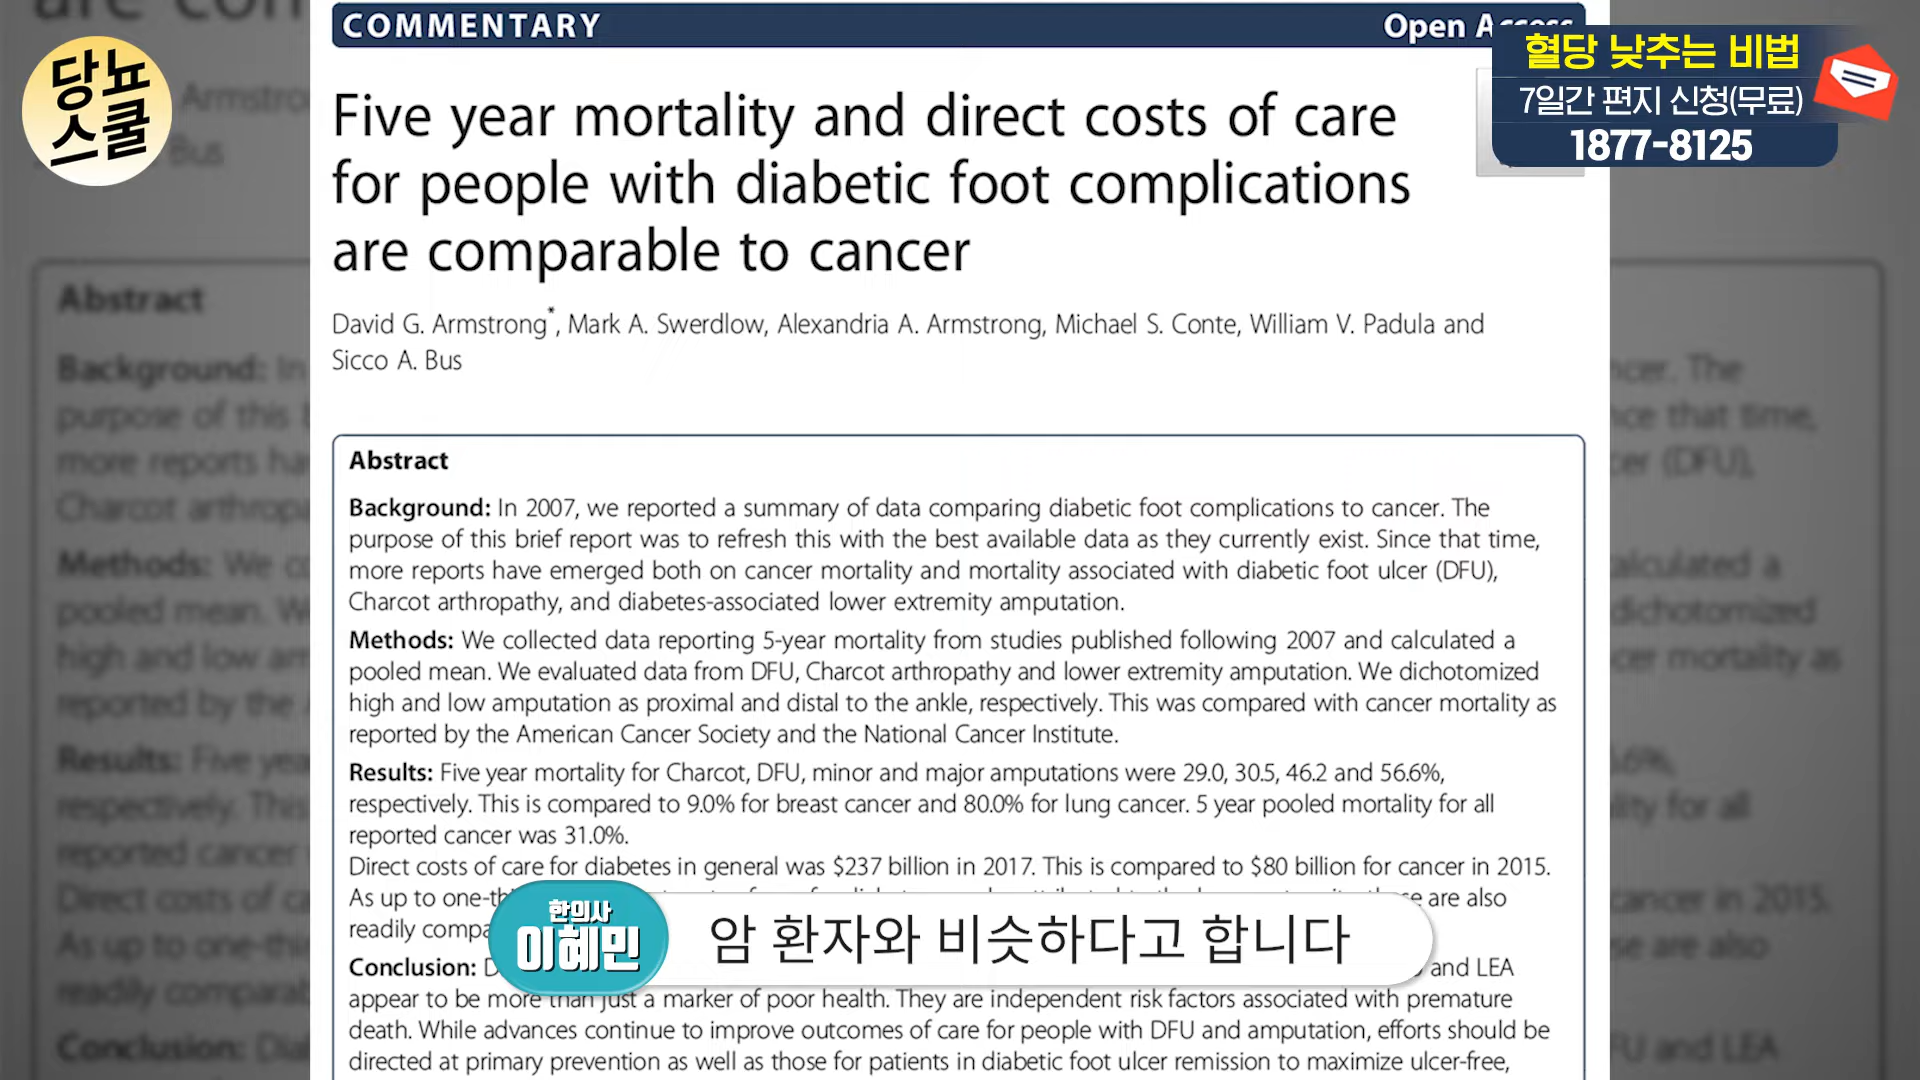 당뇨
스쿨
COMMENTARY
Open Access
혈당 낮추는 비법
7일간 편지 신청(무료)
1877-8125
Five year mortality and direct costs of care
for people with diabetic foot complications
are comparable to cancer
David G. Armstrong*, Mark A. Swerdlow, Alexandria A. Armstrong, Michael S. Conte, William V. Padula and
Sicco A. Bus
Abstract
Background: In 2007, we reported a summary of data comparing diabetic foot complications to cancer. The
purpose of this brief report was to refresh this with the best available data as they currently exist. Since that time,
more reports have emerged both on cancer mortality and mortality associated with diabetic foot ulcer (DFU),
Charcot arthropathy, and diabetes-associated lower extremity amputation.
Methods: We collected data reporting 5-year mortality from studies published following 2007 and calculated a
pooled mean. We evaluated data from DFU, Charcot arthropathy and lower extremity amputation. We dichotomized
high and low amputation as proximal and distal to the ankle, respectively. This was compared with cancer mortality as
reported by the American Cancer Society and the National Cancer Institute.
Results: Five year mortality for Charcot, DFU, minor and major amputations were 29.0, 30.5, 46.2 and 56.6%,
respectively. This is compared to 9.0% for breast cancer and 80.0% for lung cancer. 5 year pooled mortality for all
reported cancer was 31.0%.
Direct costs of care for diabetes in general was $237 billion in 2017. This is compared to $80 billion for cancer in 2015.
As up to are also
readily
한의사
이혜민
암 환자와 비슷하다고 합니다
Conclusion: and LEA
appear to be more than just a marker of poor health. They are independent risk factors associated with premature
death. While advances continue to improve outcomes of care for people with DFU and amputation, efforts should be
directed at primary prevention as well as those for patients in diabetic foot ulcer remission to maximize ulcer-free,